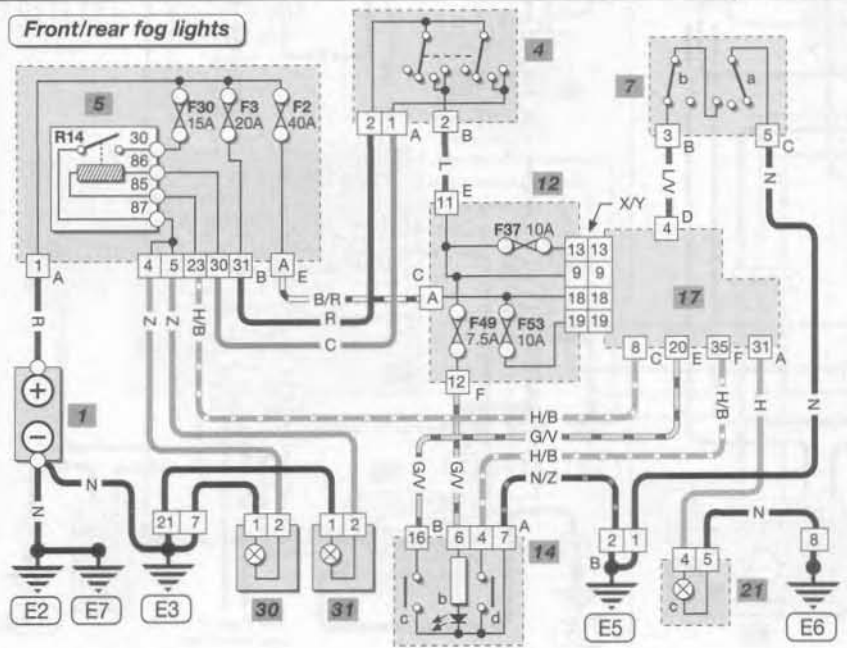 Front/rear fog lights
5
4
7
F30
15A
F3
20A
F2
40A
R14
30
86
85
87
2
1
A
2
B
b
a
3
B
5
C
L
L/V
N
12
X/Y
11
E
4
D
F37 10A
13
13
9
9
18
18
19
19
17
1
A
4
5
23
30
31
B
A
E
C
A
B/R
R
C
F49
7.5A
F53
10A
8
C
20
E
35
F
31
A
12
F
R
Z
Z
H/B
+
1
−
H/B
G/V
H/B
N/Z
H/B
H
N
G/V
G/V
N
N
21
7
1
2
1
2
16
B
6
4
7
A
14
2
1
B
4
5
N
8
c
b
d
c
21
E2
E7
E3
30
31
E5
E6